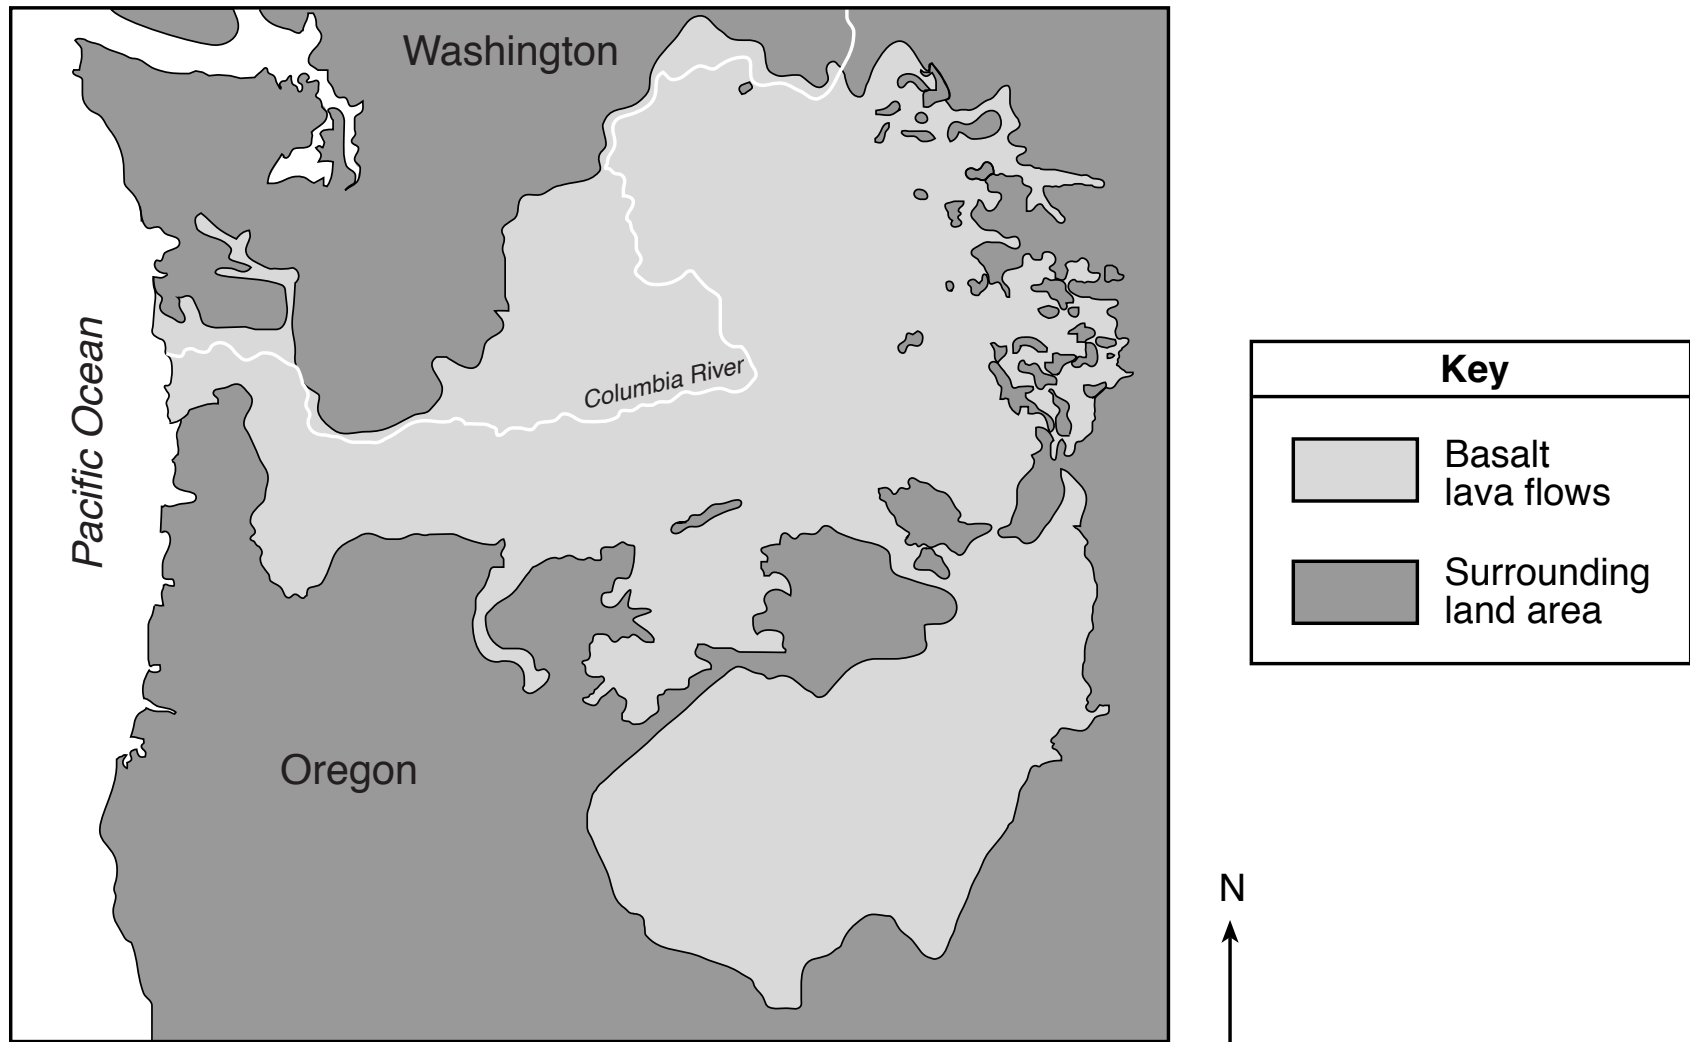 Washington
Pacific Ocean
Columbia River
Oregon
Key
Basalt
lava flows
Surrounding
land area
N